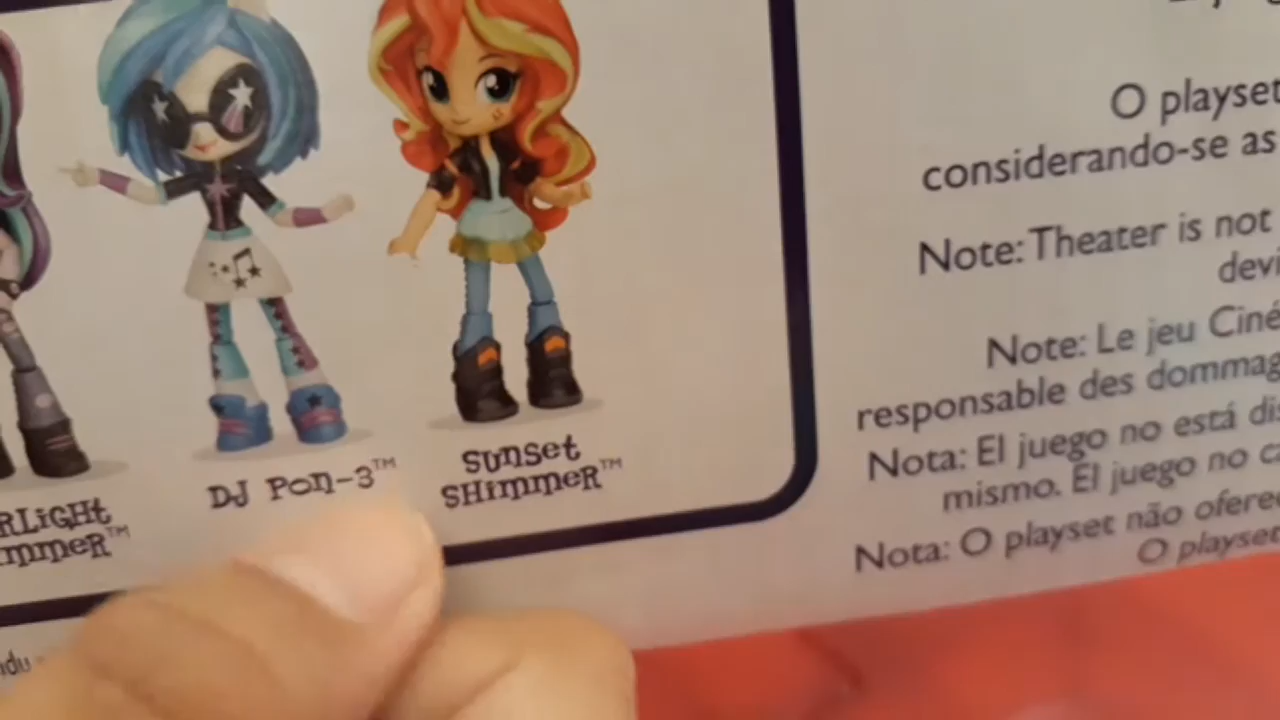 RLiGHt
mmeR™
DJ PON-3™
SUNSet
SHimmeR™
O playset
considerando-se as
Note: Theater is not
devi
Note: Le jeu Ciné
responsable des dommag
Nota: El juego no está di
mismo. El juego no c
Nota: O playset não ofere
O playset